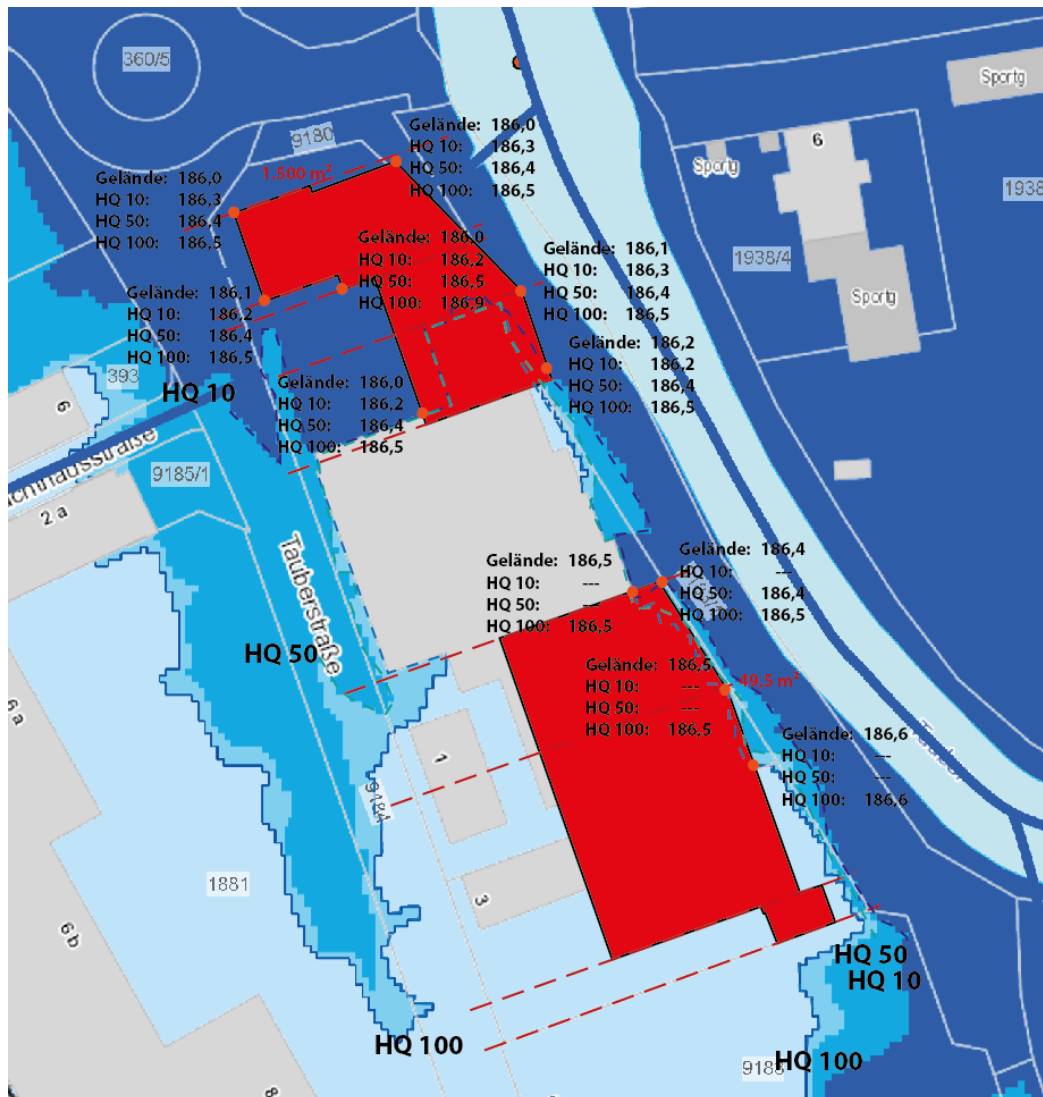 360/5
Sportg
9180
6
Sportg
1938
1938/4
Sportg
Gelände: 186,0
HQ 10: 186,3
HQ 50: 186,4
HQ 100: 186,5
1.500 m²
Gelände: 186,0
HQ 10: 186,3
HQ 50: 186,4
HQ 100: 186,5
Gelände: 186,0
HQ 10: 186,2
HQ 50: 186,5
HQ 100: 186,9
Gelände: 186,1
HQ 10: 186,3
HQ 50: 186,4
HQ 100: 186,5
Gelände: 186,1
HQ 10: 186,2
HQ 50: 186,4
HQ 100: 186,5
Gelände: 186,2
HQ 10: 186,2
HQ 50: 186,4
HQ 100: 186,5
393
HQ 10
6
Gelände: 186,0
HQ 10: 186,2
HQ 50: 186,4
HQ 100: 186,5
achthausstraße
9185/1
2 a
Tauberstraße
Gelände: 186,5
HQ 10: ---
HQ 50: ---
HQ 100: 186,5
Gelände: 186,4
HQ 10: ---
HQ 50: 186,4
HQ 100: 186,5
HQ 50
Gelände: 186,5
HQ 10: ---
HQ 50: ---
HQ 100: 186,5
49,5 m²
Gelände: 186,6
HQ 10: ---
HQ 50: ---
HQ 100: 186,6
Tauber
6 a
1
9184
1881
3
6 b
HQ 50
HQ 10
HQ 100
HQ 100
8